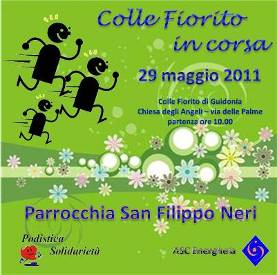 Colle Fiorito
in corsa
29 maggio 2011
Colle Fiorito di Guidonia
Chiesa degli Angeli – via delle Palme
partenza ore 10.00
Parrocchia San Filippo Neri
Podistica
Solidarietà
ASC Energheia